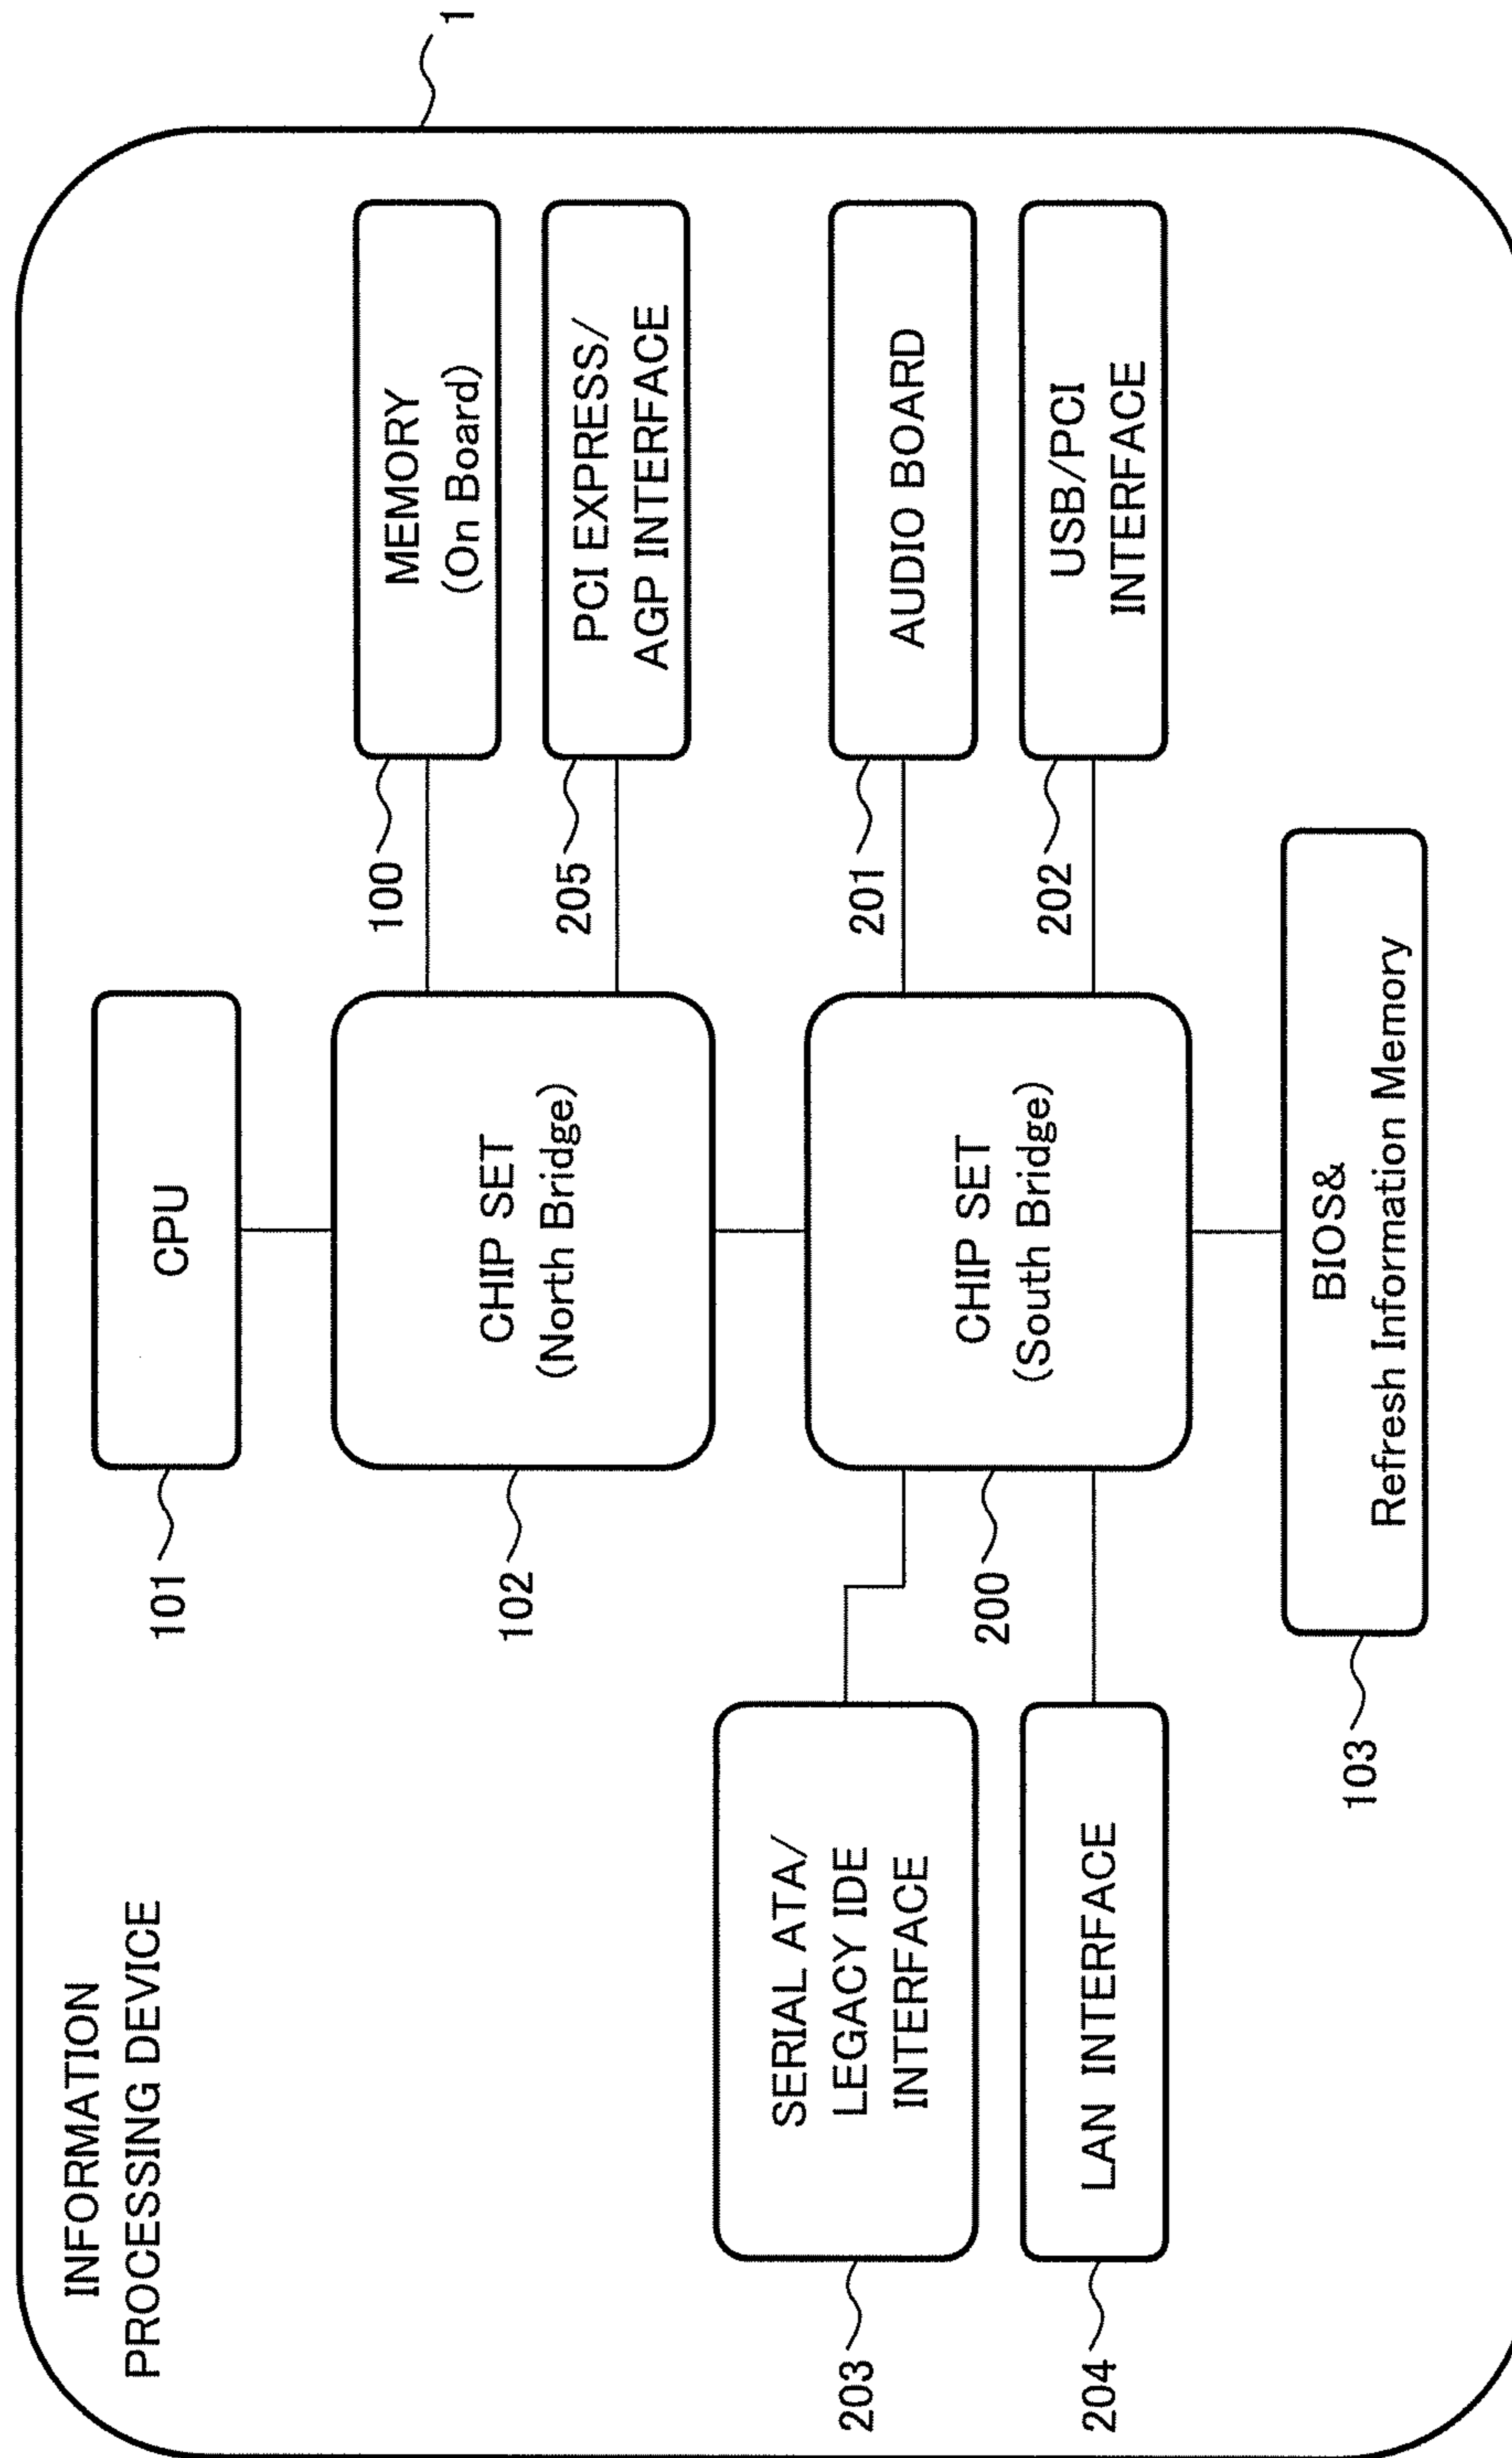 INFORMATION
PROCESSING DEVICE
1
101
CPU
102
CHIP SET
(North Bridge)
100
MEMORY
(On Board)
205
PCI EXPRESS/
AGP INTERFACE
203
SERIAL ATA/
LEGACY IDE
INTERFACE
200
CHIP SET
(South Bridge)
201
AUDIO BOARD
204
LAN INTERFACE
202
USB/PCI
INTERFACE
103
BIOS&
Refresh Information Memory